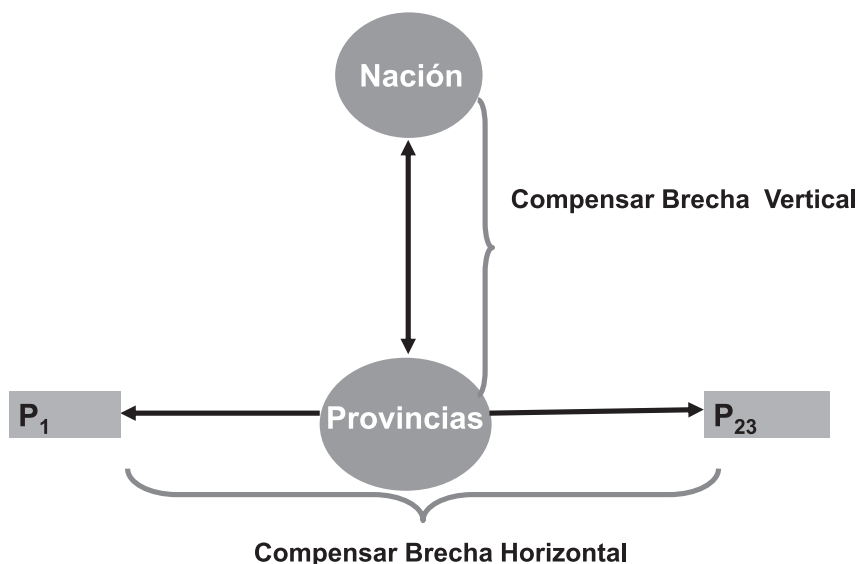 Nación
Compensar Brecha Vertical
P₁
Provincias
P₂₃
Compensar Brecha Horizontal